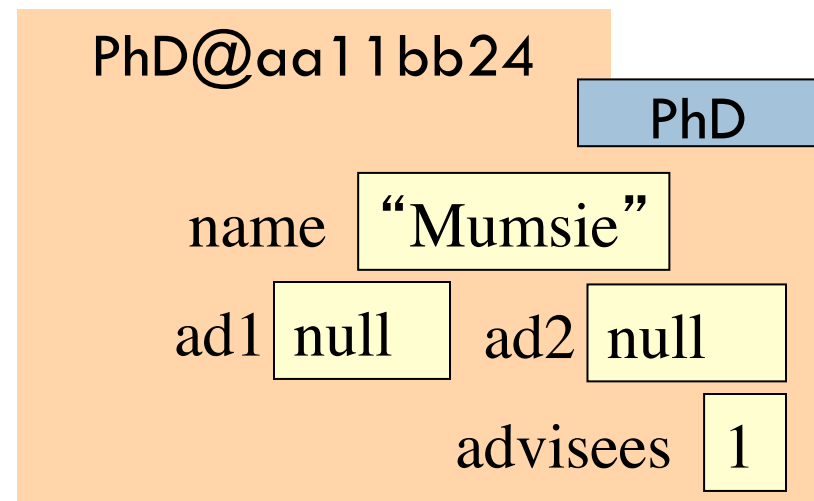 PhD@aa11bb24
PhD
name “Mumsie”
ad1 null ad2 null
advisees 1